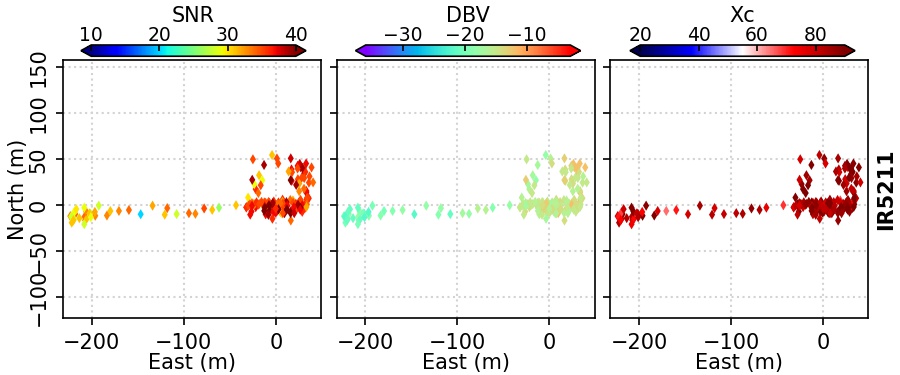 SNR DBV Xc
10 20 30 40 −30 −20 −10 20 40 60 80
150
100
50
0
−50
−100
North (m)
IR5211
−200 −100 0 −200 −100 0 −200 −100 0
East (m) East (m) East (m)